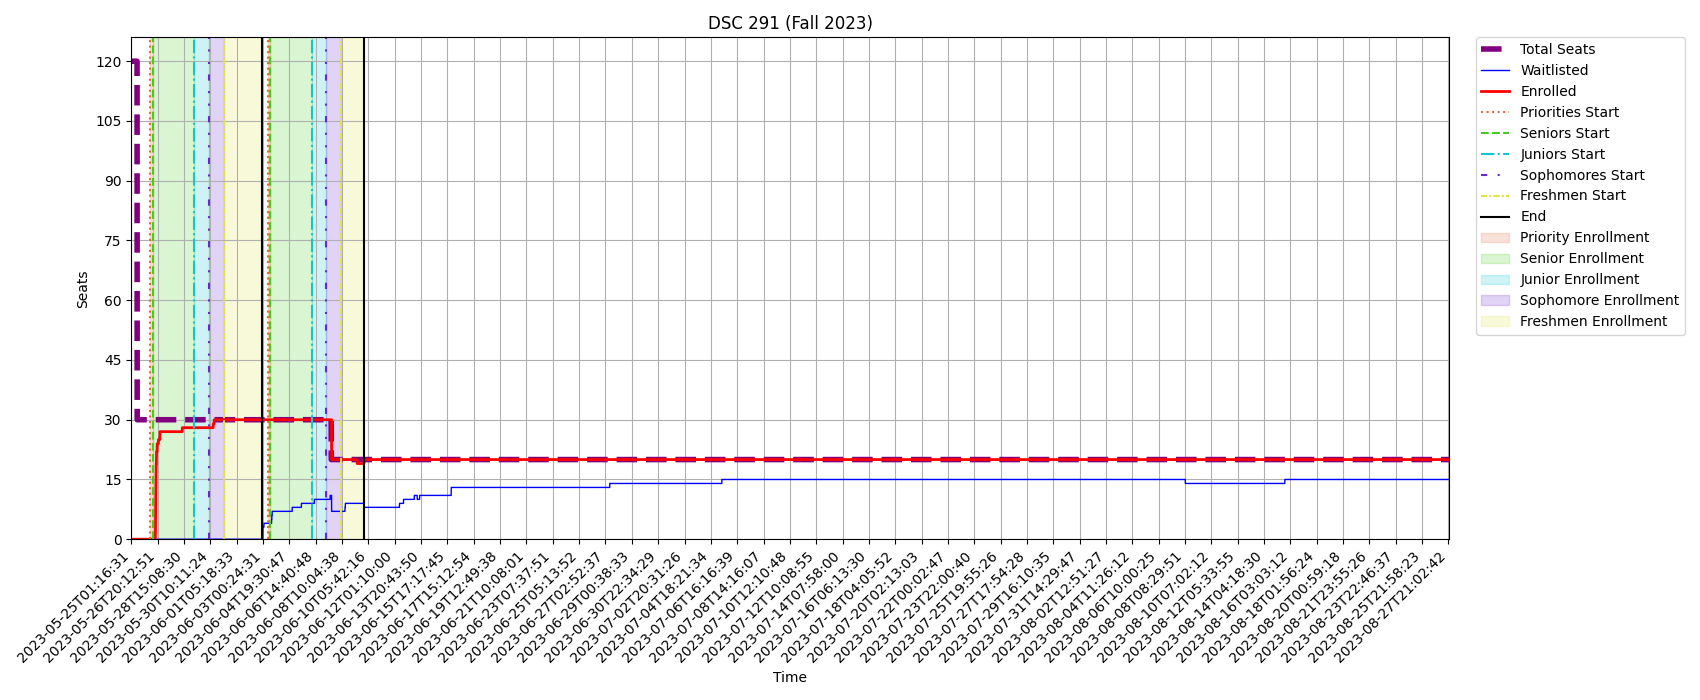 DSC 291 (Fall 2023)
Seats
120
105
90
75
60
45
30
15
0
2023-05-25T01:16:31
2023-05-26T20:12:51
2023-05-28T15:08:30
2023-05-30T10:11:24
2023-06-01T05:18:33
2023-06-03T00:24:31
2023-06-04T19:30:47
2023-06-06T14:40:48
2023-06-08T10:04:38
2023-06-10T05:42:16
2023-06-12T01:10:00
2023-06-13T20:43:50
2023-06-15T17:17:45
2023-06-17T15:12:54
2023-06-19T12:49:38
2023-06-21T10:08:01
2023-06-23T07:37:51
2023-06-25T05:13:52
2023-06-27T02:52:37
2023-06-29T00:38:33
2023-06-30T22:34:29
2023-07-02T20:31:26
2023-07-04T18:21:34
2023-07-06T16:16:39
2023-07-08T14:16:07
2023-07-10T12:10:48
2023-07-12T10:08:55
2023-07-14T07:58:00
2023-07-16T06:13:30
2023-07-18T04:05:52
2023-07-20T02:13:03
2023-07-22T00:02:47
2023-07-23T22:00:40
2023-07-25T19:55:26
2023-07-27T17:54:28
2023-07-29T16:10:35
2023-07-31T14:29:47
2023-08-02T12:51:27
2023-08-04T11:26:12
2023-08-06T10:00:25
2023-08-08T08:29:51
2023-08-10T07:02:12
2023-08-12T05:33:55
2023-08-14T04:18:30
2023-08-16T03:03:12
2023-08-18T01:56:24
2023-08-20T00:59:18
2023-08-21T23:55:26
2023-08-23T22:46:37
2023-08-25T21:58:23
2023-08-27T21:02:42
Time
Total Seats
Waitlisted
Enrolled
Priorities Start
Seniors Start
Juniors Start
Sophomores Start
Freshmen Start
End
Priority Enrollment
Senior Enrollment
Junior Enrollment
Sophomore Enrollment
Freshmen Enrollment